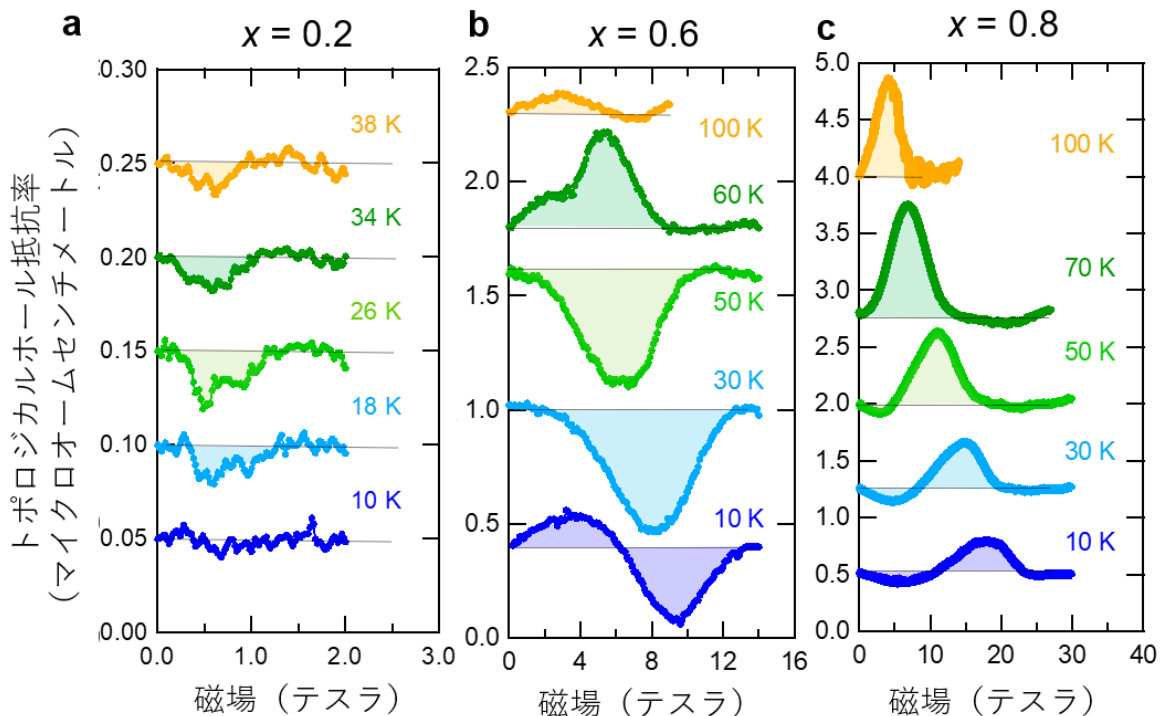 a
x = 0.2
0.30
0.25
0.20
0.15
0.10
0.05
0.00
38 K
34 K
26 K
18 K
10 K
0.0
1.0
2.0
3.0
磁場（テスラ）
トポロジカルホール抵抗率
（マイクロオームセンチメートル）
b
x = 0.6
2.5
2.0
1.5
1.0
0.5
0.0
100 K
60 K
50 K
30 K
10 K
0
4
8
12
16
磁場（テスラ）
c
x = 0.8
5.0
4.5
4.0
3.5
3.0
2.5
2.0
1.5
1.0
0.5
0.0
100 K
70 K
50 K
30 K
10 K
0
10
20
30
40
磁場（テスラ）